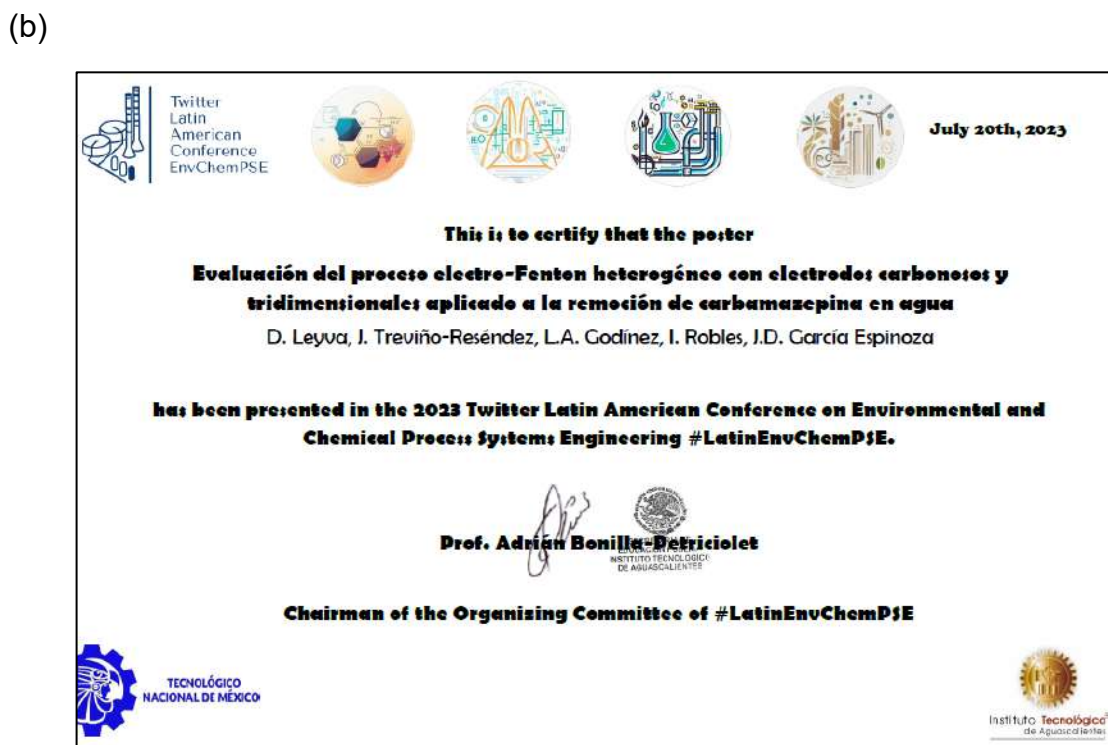 (b)
Twitter
Latin
American
Conference
EnvChemPSE
July 20th, 2023
This is to certify that the poster
Evaluación del proceso electro-Fenton heterogéneo con electrodos carbonosos y
tridimensionales aplicado a la remoción de carbamazepina en agua
D. Leyva, J. Treviño-Reséndez, L.A. Godínez, I. Robles, J.D. García Espinoza
has been presented in the 2023 Twitter Latin American Conference on Environmental and
Chemical Process Systems Engineering #LatinEnvChemPSE.
Prof. Adrián Bonilla-Petriciolet
INSTITUTO TECNOLOGICO
DE AGUASCALIENTES
Chairman of the Organizing Committee of #LatinEnvChemPSE
TECNOLÓGICO
NACIONAL DE MÉXICO
Instituto Tecnológico
de Aguascalientes